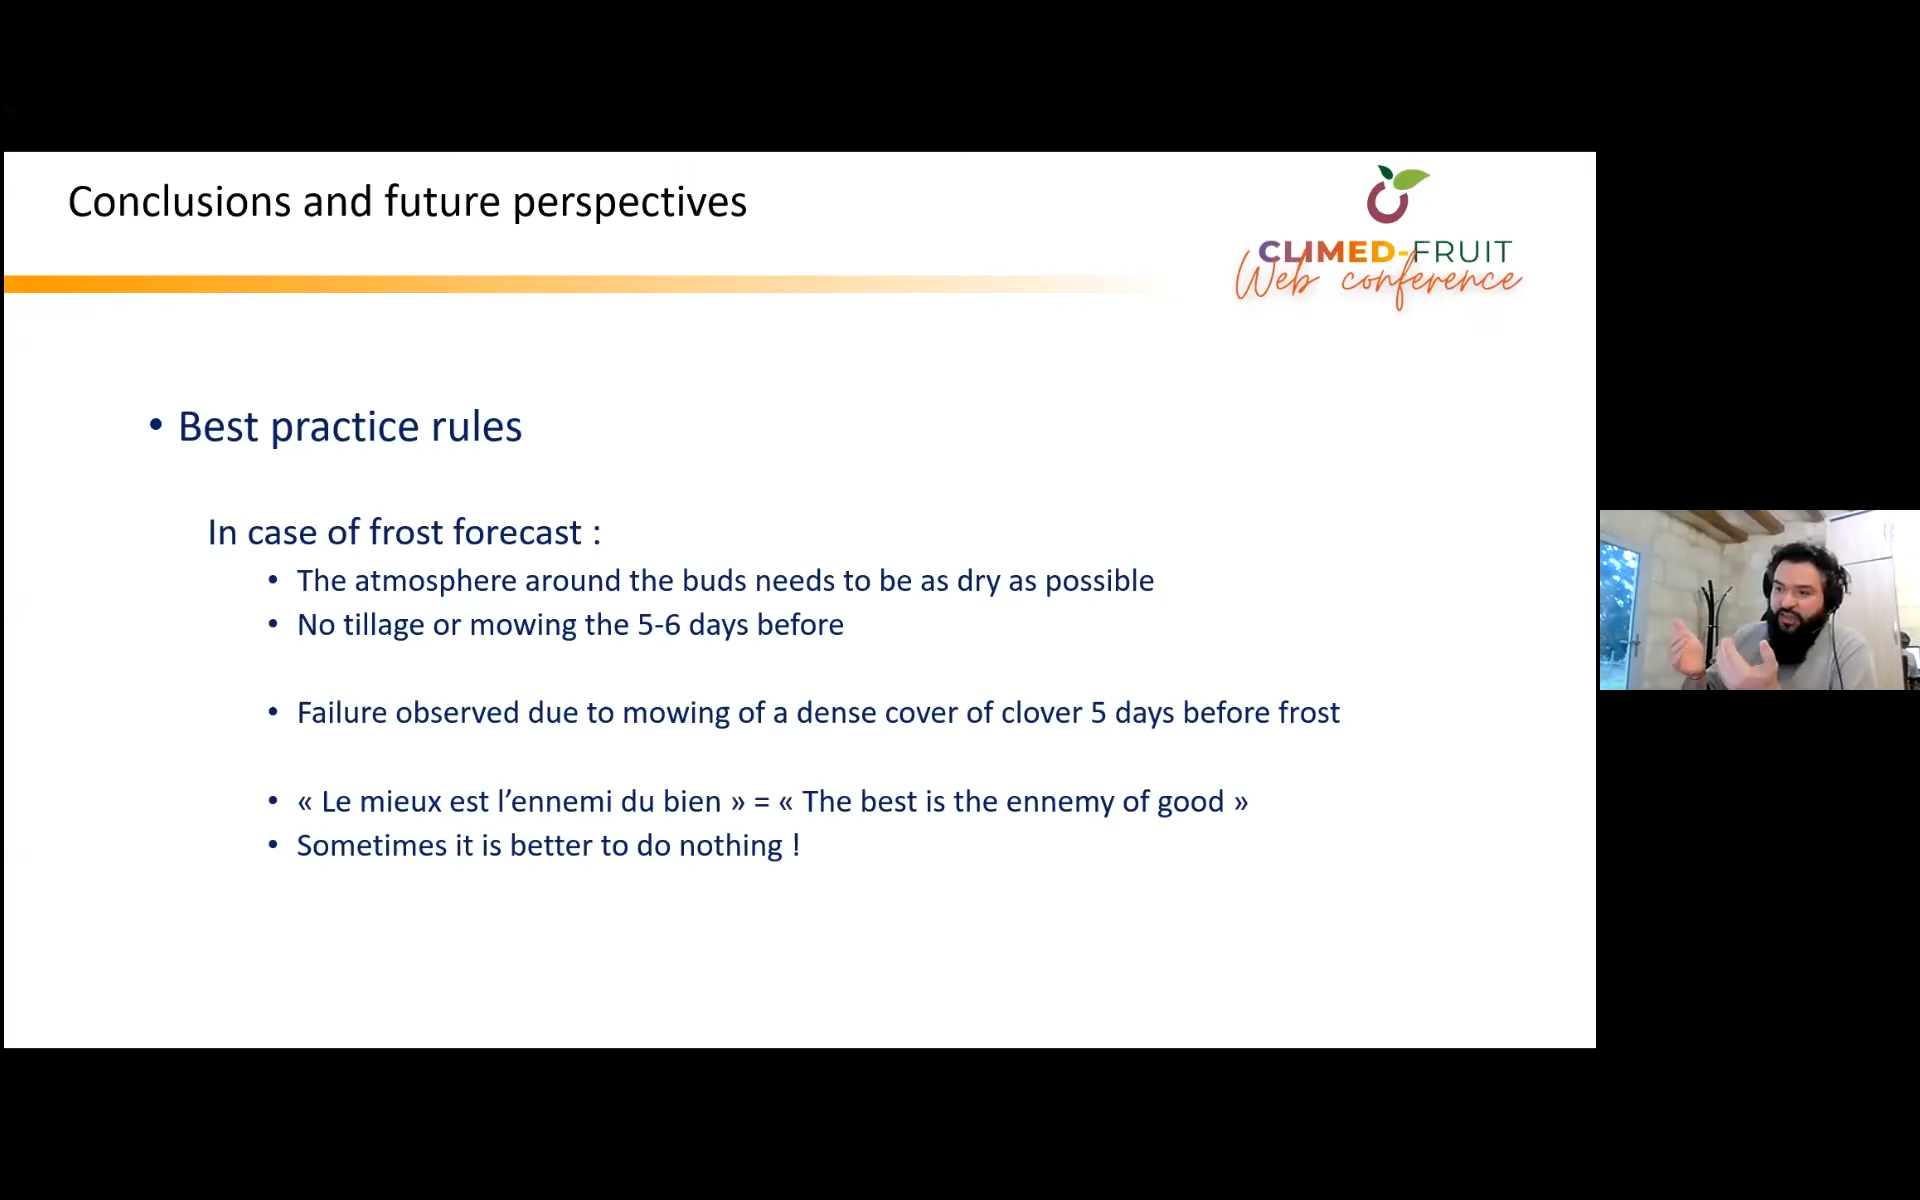 Conclusions and future perspectives
CLIMED-FRUIT
Web conference
• Best practice rules
In case of frost forecast :
• The atmosphere around the buds needs to be as dry as possible
• No tillage or mowing the 5-6 days before
• Failure observed due to mowing of a dense cover of clover 5 days before frost
• « Le mieux est l’ennemi du bien » = « The best is the ennemy of good »
• Sometimes it is better to do nothing !